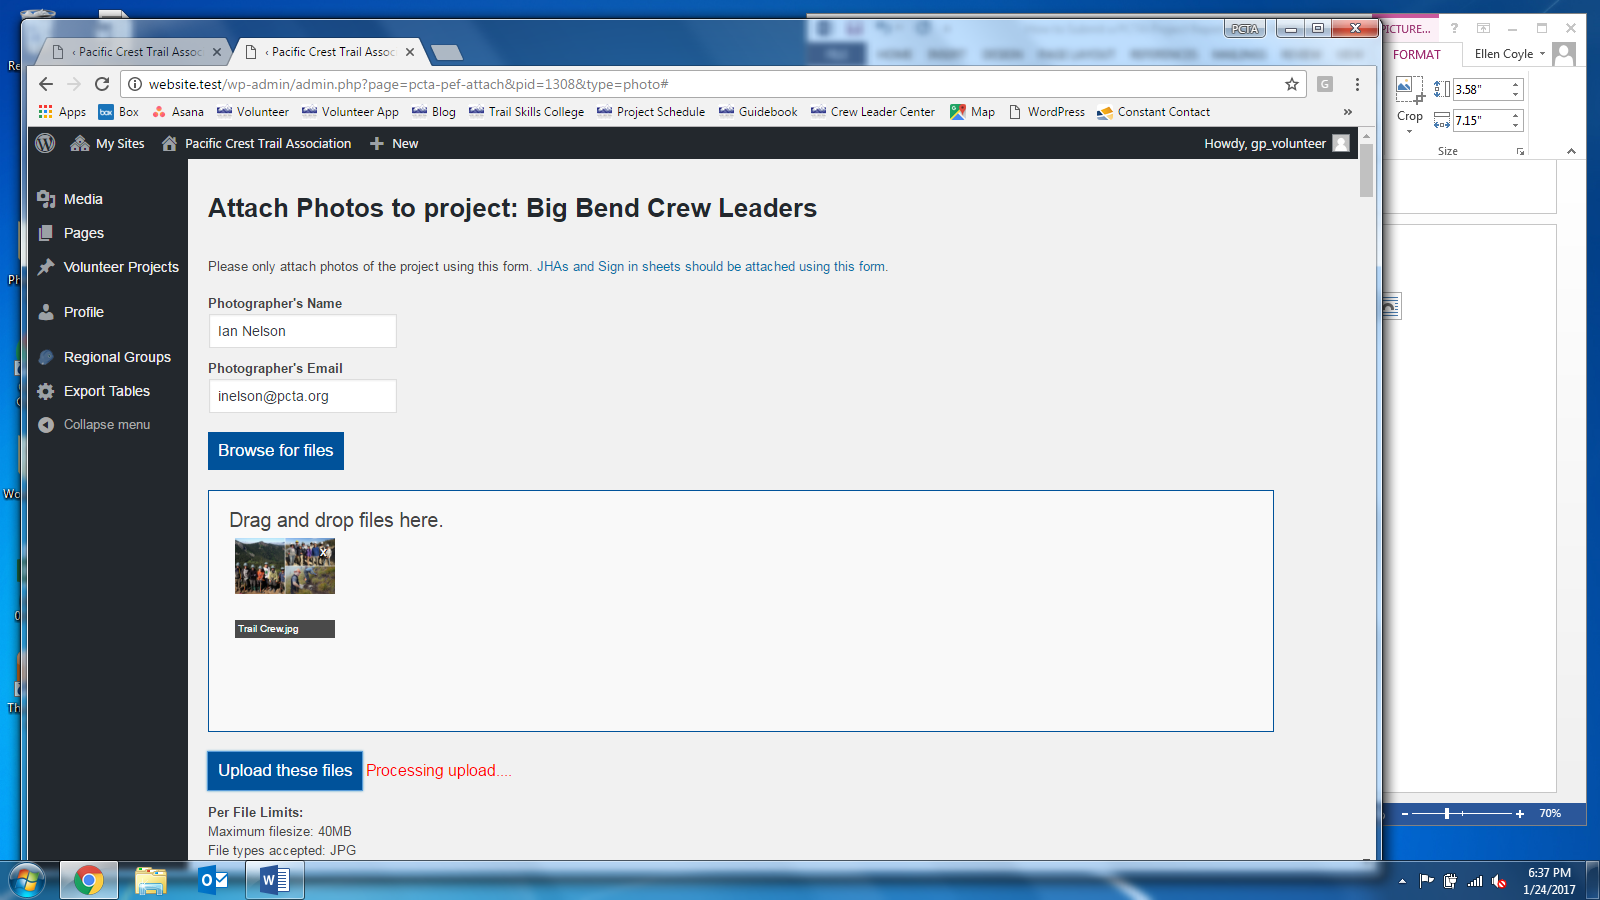 PCTA
‹ Pacific Crest Trail Assoc
‹ Pacific Crest Trail Assoc
PICTURE...
FORMAT
Ellen Coyle
website.test/wp-admin/admin.php?page=pcta-pef-attach&pid=1308&type=photo#
Apps
Box
Asana
Volunteer
Volunteer App
Blog
Trail Skills College
Project Schedule
Guidebook
Crew Leader Center
Map
WordPress
Constant Contact
»
3.58"
7.15"
Crop
Size
My Sites
Pacific Crest Trail Association
New
Howdy, gp_volunteer
Media
Pages
Volunteer Projects
Profile
Regional Groups
Export Tables
Collapse menu
Attach Photos to project: Big Bend Crew Leaders
Please only attach photos of the project using this form. JHAs and Sign in sheets should be attached using this form.
Photographer's Name
Ian Nelson
Photographer's Email
inelson@pcta.org
Browse for files
Drag and drop files here.
X
Trail Crew.jpg
Upload these files
Processing upload....
Per File Limits:
Maximum filesize: 40MB
File types accepted: JPG
70%
6:37 PM
1/24/2017